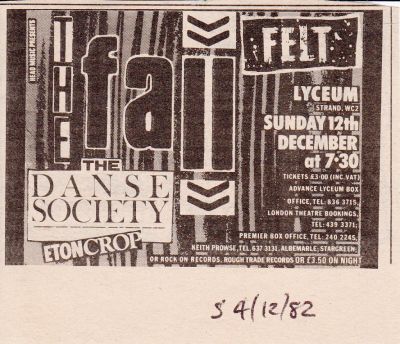 HEAD MUSIC PRESENTS
THE
fall
FELT
THE
DANSE
SOCIETY
ETON CROP
LYCEUM
STRAND, WC2
SUNDAY 12th
DECEMBER
at 7·30
TICKETS £3·00 (INC. VAT)
ADVANCE LYCEUM BOX
OFFICE, TEL: 836 3715,
LONDON THEATRE BOOKINGS,
TEL: 439 3371,
PREMIER BOX OFFICE, TEL: 240 2245,
KEITH PROWSE, TEL: 637 3131, ALBEMARLE, STARGREEN,
OR ROCK ON RECORDS, ROUGH TRADE RECORDS OR £3.50 ON NIGHT
S 4/12/82